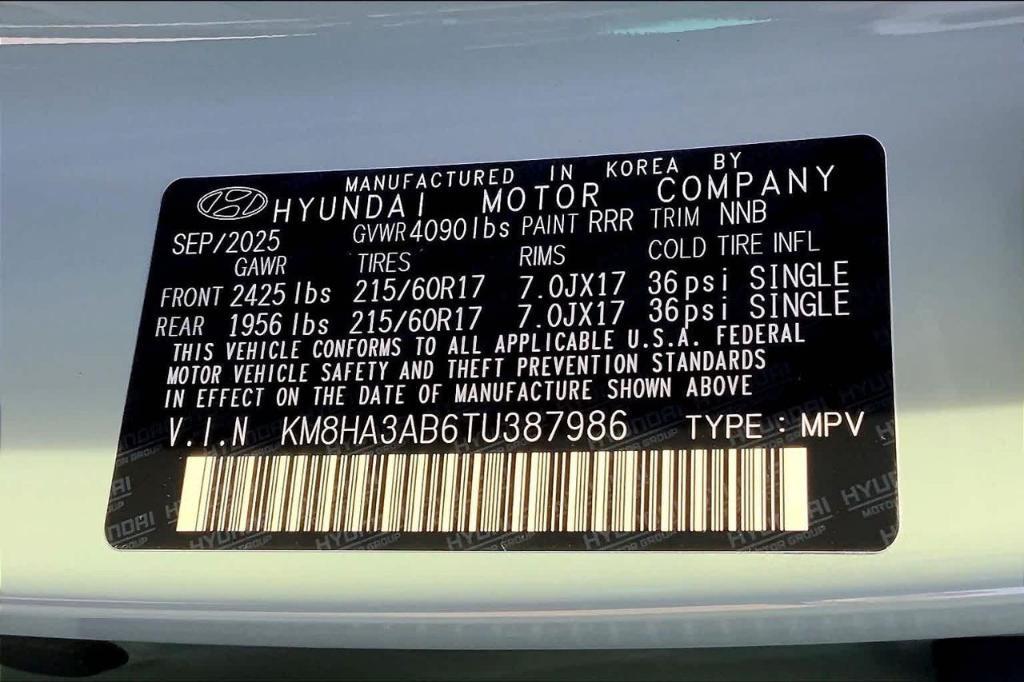 MANUFACTURED IN KOREA BY
HYUNDAI MOTOR COMPANY
SEP/2025 GVWR 4090 lbs PAINT RRR TRIM NNB
GAWR TIRES RIMS COLD TIRE INFL
FRONT 2425 lbs 215/60R17 7.0JX17 36psi SINGLE
REAR 1956 lbs 215/60R17 7.0JX17 36psi SINGLE
THIS VEHICLE CONFORMS TO ALL APPLICABLE U.S.A. FEDERAL
MOTOR VEHICLE SAFETY AND THEFT PREVENTION STANDARDS
IN EFFECT ON THE DATE OF MANUFACTURE SHOWN ABOVE
V.I.N KM8HA3AB6TU387986 TYPE : MPV